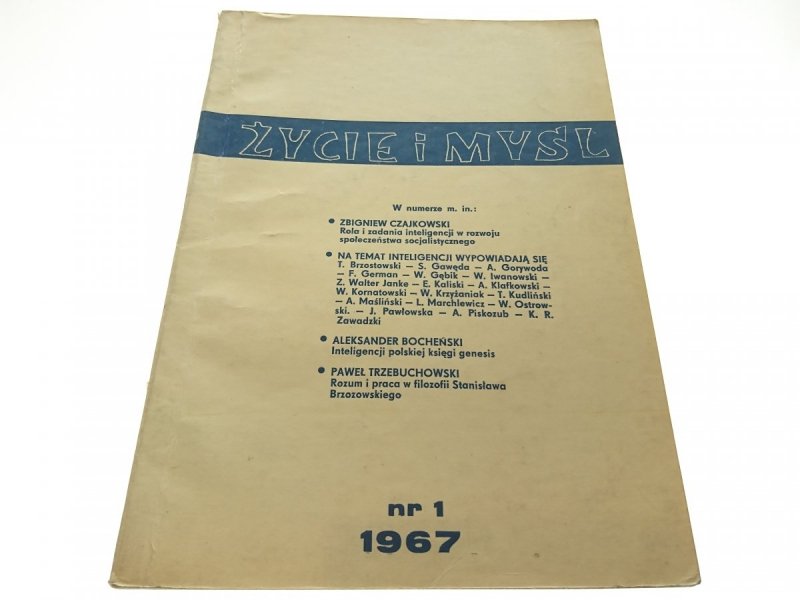 ŻYCIE i MYŚL
W numerze m. in.:
• ZBIGNIEW CZAJKOWSKI
Rola i zadania inteligencji w rozwoju
społeczeństwa socjalistycznego
• NA TEMAT INTELIGENCJI WYPOWIADAJĄ SIĘ
T. Brzostowski — S. Gawęda — A. Gorywoda
— F. German — W. Gębik — W. Iwanowski —
Z. Walter Janke — E. Kaliski — A. Klafkowski —
W. Kornatowski — W. Krzyżaniak — T. Kudliński
— A. Maśliński — L. Marchlewicz — W. Ostrow-
ski. — J. Pawłowska — A. Piskozub — K. R.
Zawadzki
• ALEKSANDER BOCHEŃSKI
Inteligencji polskiej księgi genesis
• PAWEŁ TRZEBUCHOWSKI
Rozum i praca w filozofii Stanisława
Brzozowskiego
nr 1
1967